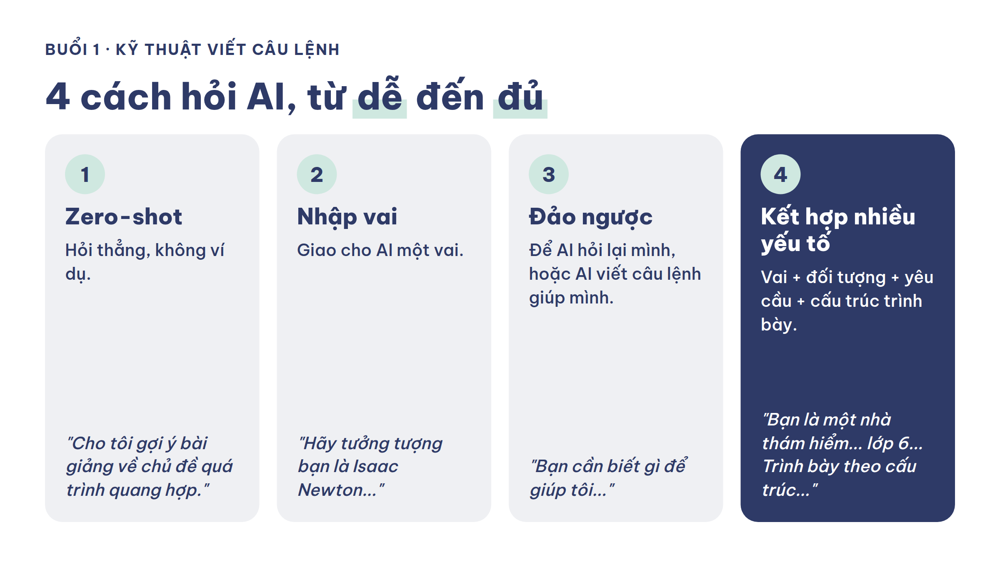 BUỔI 1 · KỸ THUẬT VIẾT CÂU LỆNH
4 cách hỏi AI, từ dễ đến đủ
1
Zero-shot
Hỏi thẳng, không ví
dụ.
"Cho tôi gợi ý bài
giảng về chủ đề quá
trình quang hợp."
2
Nhập vai
Giao cho AI một vai.
"Hãy tưởng tượng
bạn là Isaac
Newton..."
3
Đảo ngược
Để AI hỏi lại mình,
hoặc AI viết câu lệnh
giúp mình.
"Bạn cần biết gì để
giúp tôi..."
4
Kết hợp nhiều
yếu tố
Vai + đối tượng + yêu
cầu + cấu trúc trình
bày.
"Bạn là một nhà
thám hiểm... lớp 6...
Trình bày theo cấu
trúc..."